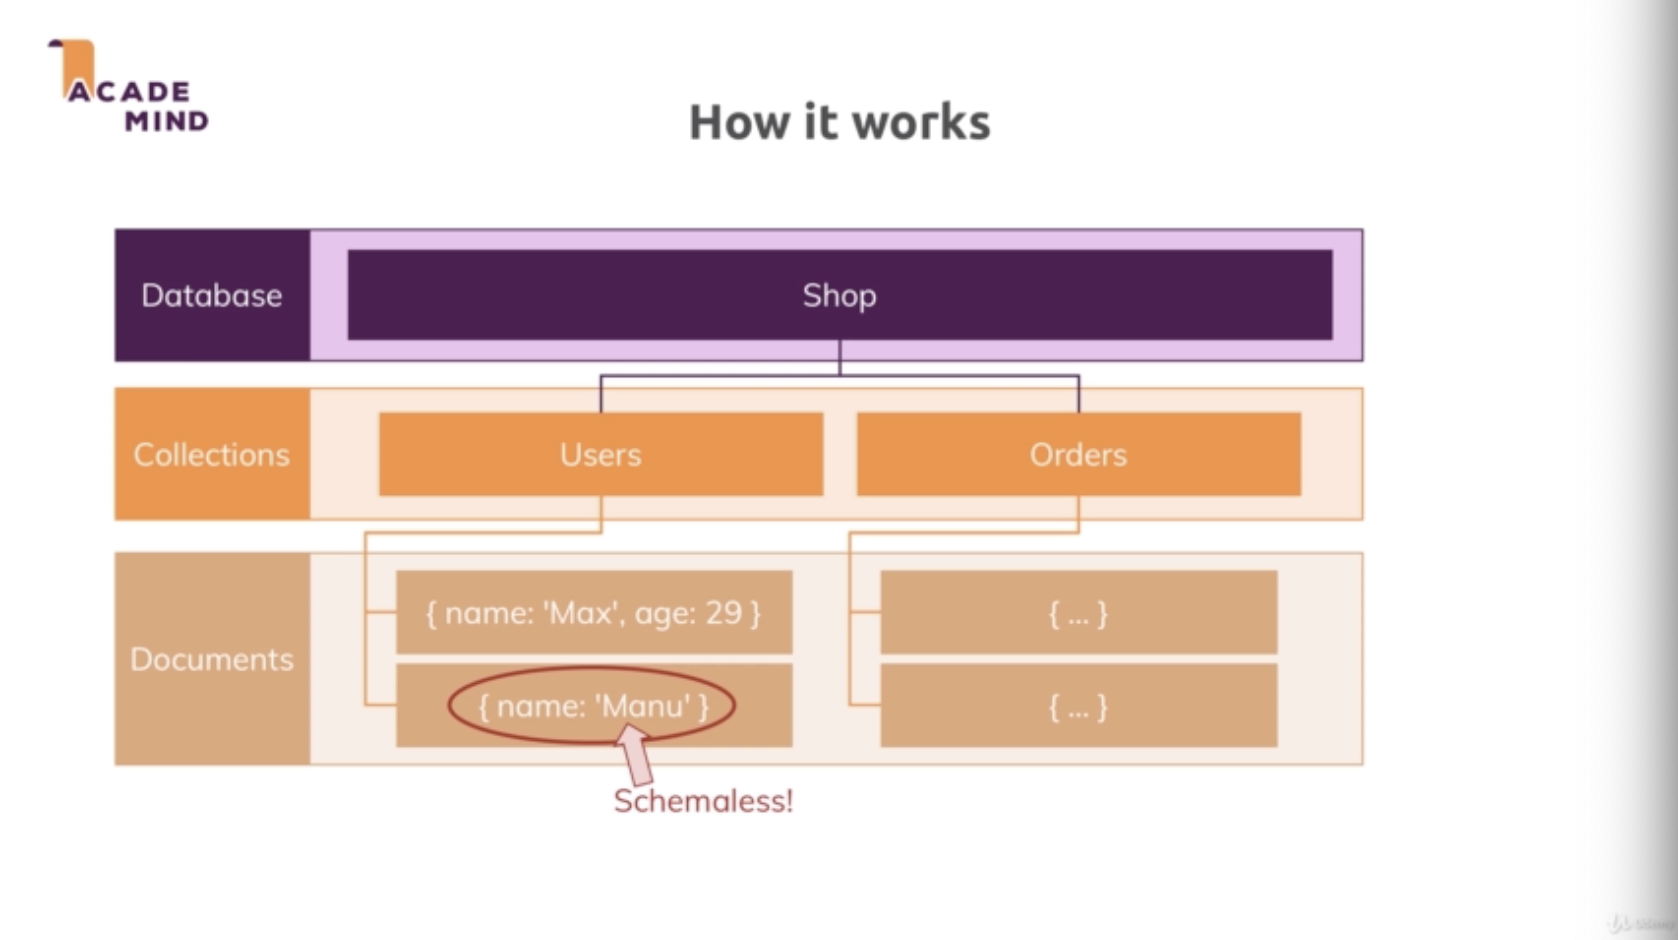 ACADE
MIND
How it works
Database
Shop
Collections
Users
Orders
Documents
{ name: 'Max', age: 29 }
{ ... }
{ name: 'Manu' }
{ ... }
Schemaless!